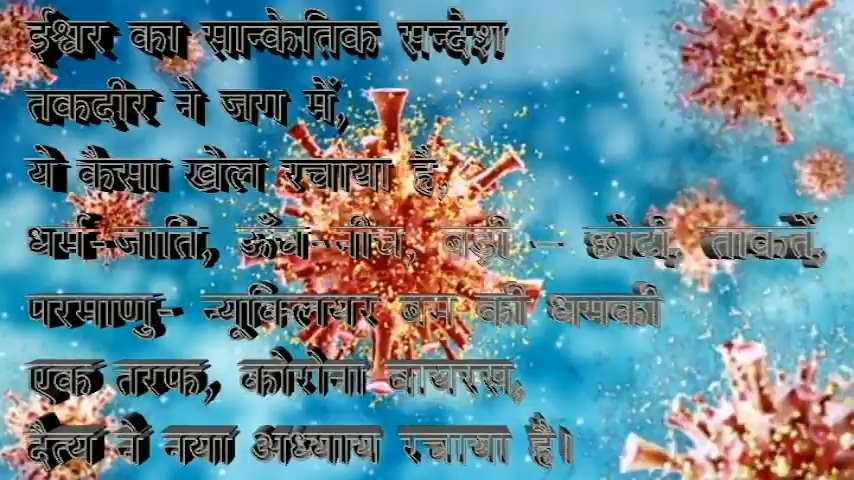 ईश्वर का सान्केतिक सन्देश
तकदीर ने जग में,
ये कैसा खेल रचाया है,
धर्म-जाति, ऊँच-नीच, बड़ी - छोटी, ताकतें,
परमाणु- न्यूक्लियर बम की धमकी
एक तरफ, कोरोना वायरस,
दैत्य ने नया अध्याय रचाया है।